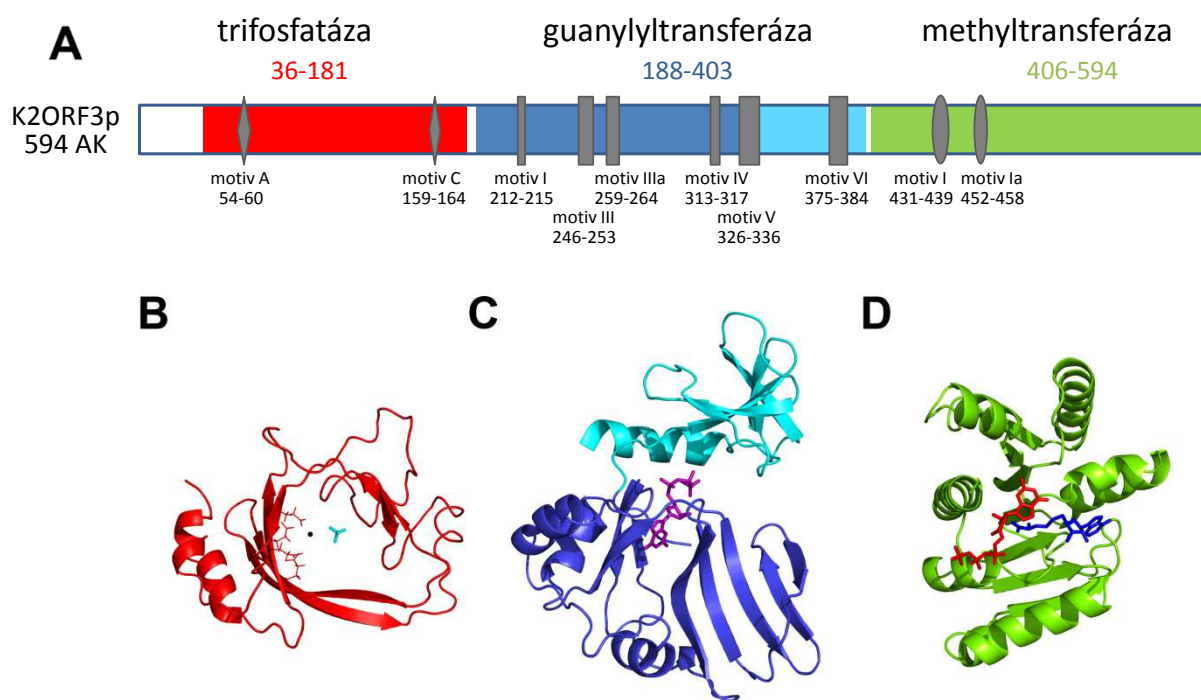 A
trifosfatáza
guanylyltransferáza
methyltransferáza
36-181
188-403
406-594
K2ORF3p
594 AK
motiv A
54-60
motiv C
159-164
motiv I
212-215
motiv III
246-253
motiv IIIa
259-264
motiv IV
313-317
motiv V
326-336
motiv VI
375-384
motiv I
431-439
motiv Ia
452-458
B
C
D